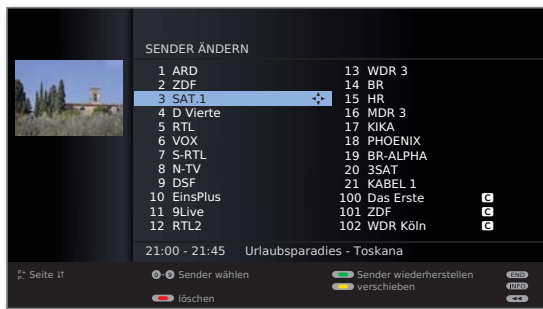 SENDER ÄNDERN
1 ARD
2 ZDF
3 SAT.1
4 D Vierte
5 RTL
6 VOX
7 S-RTL
8 N-TV
9 DSF
10 EinsPlus
11 9Live
12 RTL2
13 WDR 3
14 BR
15 HR
16 MDR 3
17 KIKA
18 PHOENIX
19 BR-ALPHA
20 3SAT
21 KABEL 1
100 Das Erste C
101 ZDF C
102 WDR Köln C
21:00 - 21:45 Urlaubsparadies - Toskana
P+ P- Seite
0-9 Sender wählen
Sender wiederherstellen END
verschieben INFO
löschen